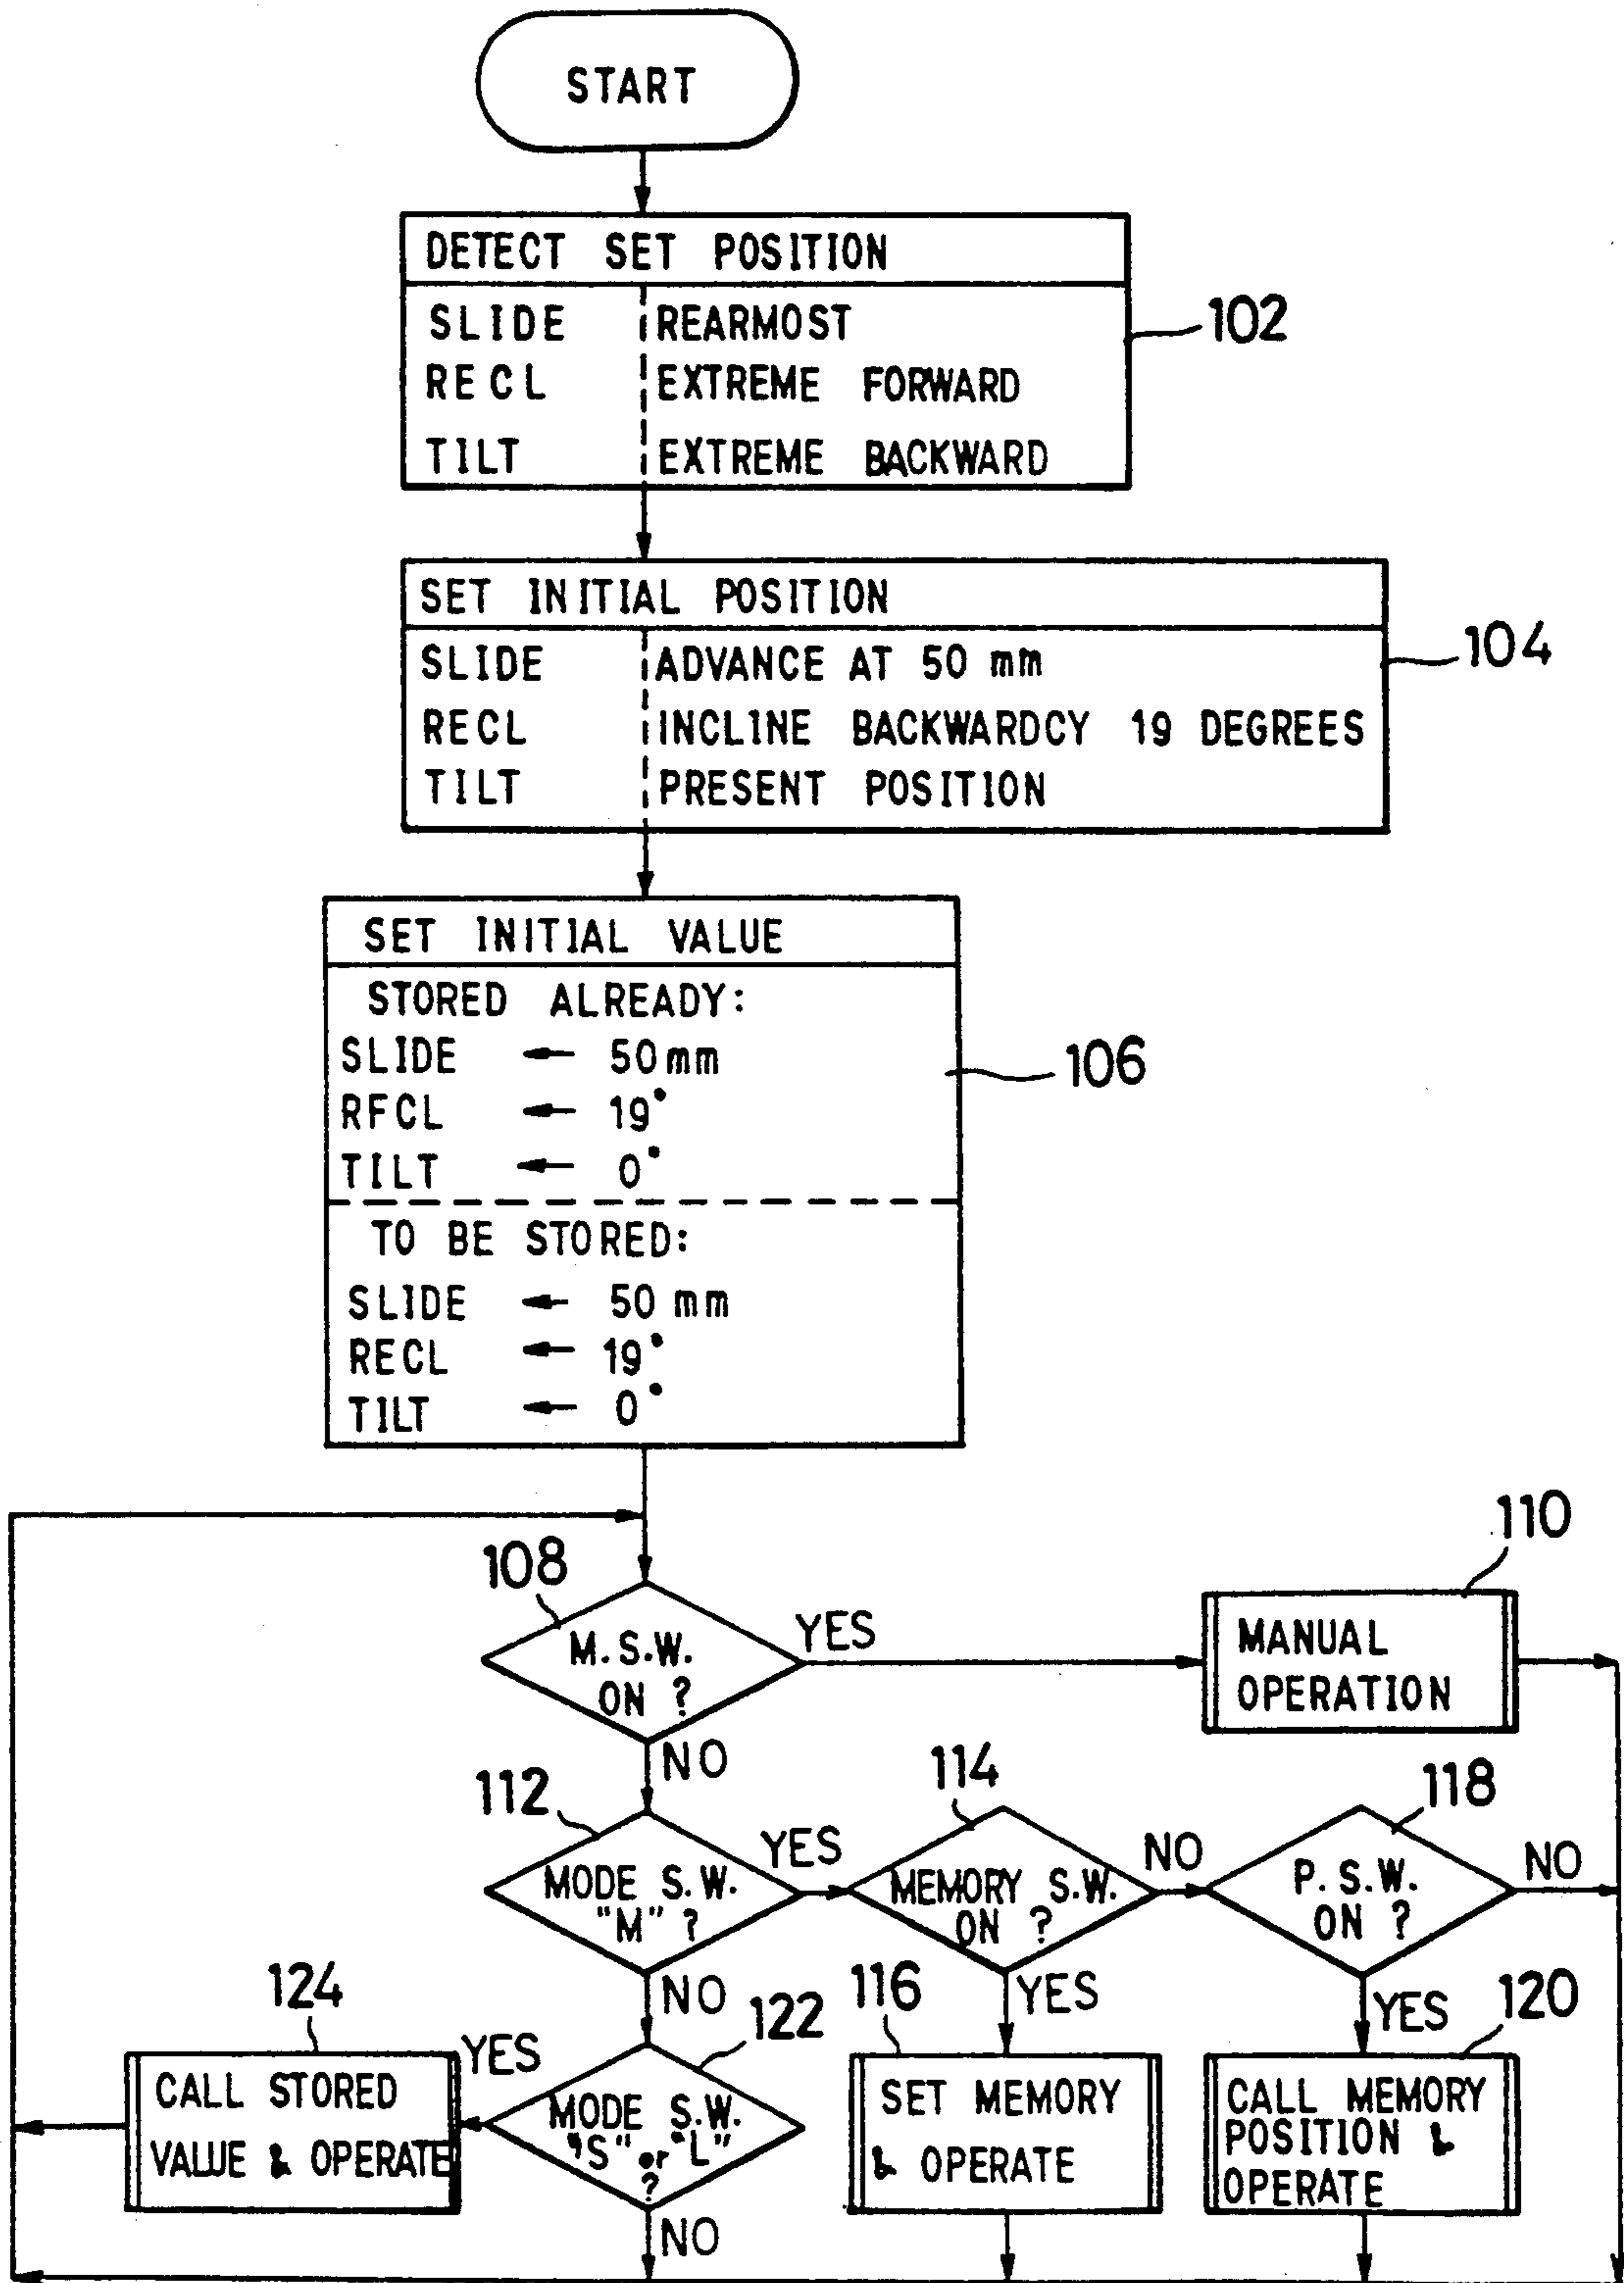 START
DETECT SET POSITION
SLIDE REARMOST
RECL EXTREME FORWARD
TILT EXTREME BACKWARD
102
SET INITIAL POSITION
SLIDE ADVANCE AT 50 mm
RECL INCLINE BACKWARDCY 19 DEGREES
TILT PRESENT POSITION
104
SET INITIAL VALUE
STORED ALREADY:
SLIDE ← 50mm
RFCL ← 19°
TILT ← 0°
TO BE STORED:
SLIDE ← 50 mm
RECL ← 19°
TILT ← 0°
106
108
M. S.W.
ON ?
YES
NO
110
MANUAL
OPERATION
112
MODE S.W.
"M" ?
YES
NO
114
MEMORY S.W.
ON ?
NO
YES
118
P. S.W.
ON ?
NO
YES
124
CALL STORED
VALUE & OPERATE
YES
122
MODE S.W.
"S" or "L"
?
NO
116
SET MEMORY
& OPERATE
120
CALL MEMORY
POSITION &
OPERATE